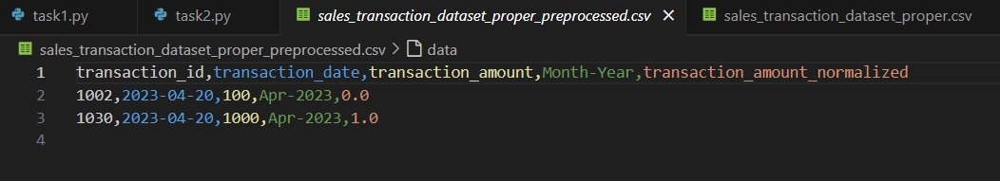 task1.py task2.py sales_transaction_dataset_proper_preprocessed.csv sales_transaction_dataset_proper.csv
sales_transaction_dataset_proper_preprocessed.csv > data
1 transaction_id,transaction_date,transaction_amount,Month-Year,transaction_amount_normalized
2 1002,2023-04-20,100,Apr-2023,0.0
3 1030,2023-04-20,1000,Apr-2023,1.0
4